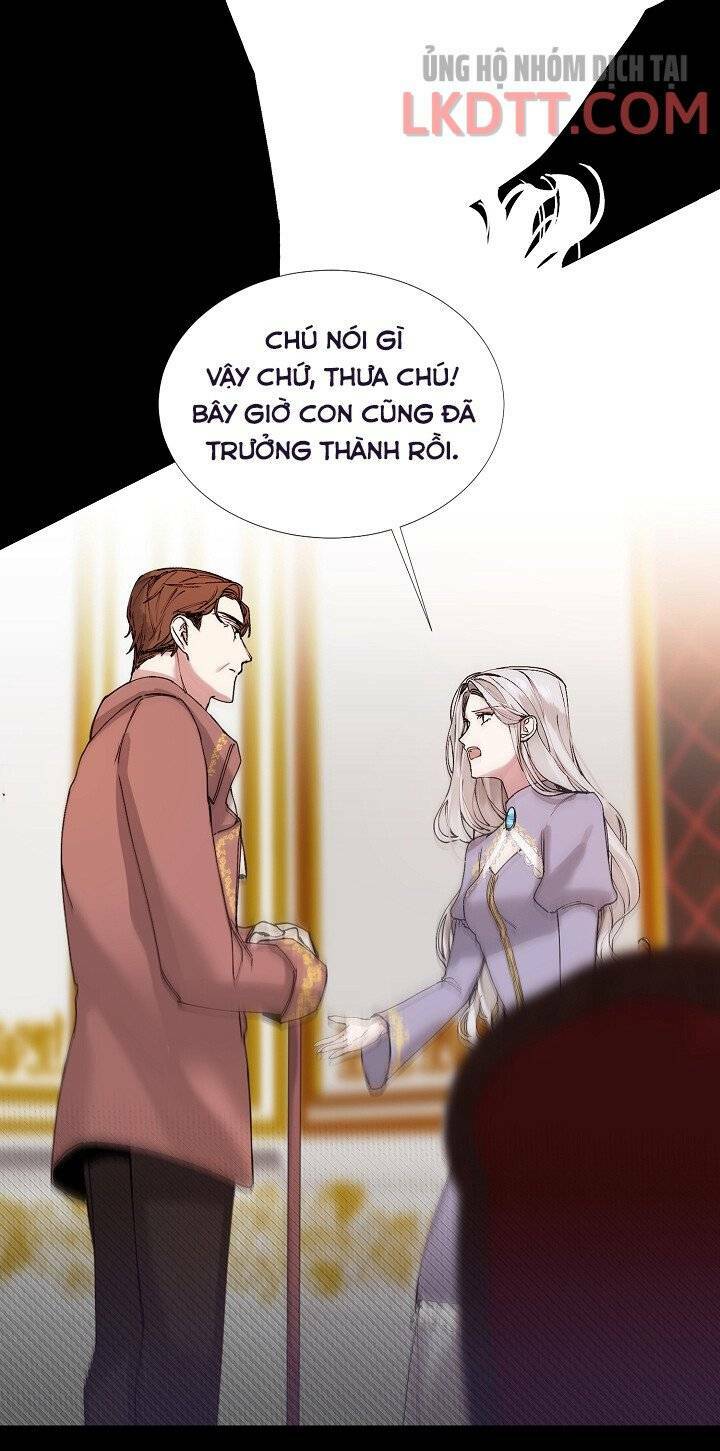 ỦNG HỘ NHÓM DỊCH TẠI
LKDTT.COM
CHÚ NÓI GÌ
VẬY CHỨ, THƯA CHÚ!
BÂY GIỜ CON CŨNG ĐÃ
TRƯỞNG THÀNH RỒI.